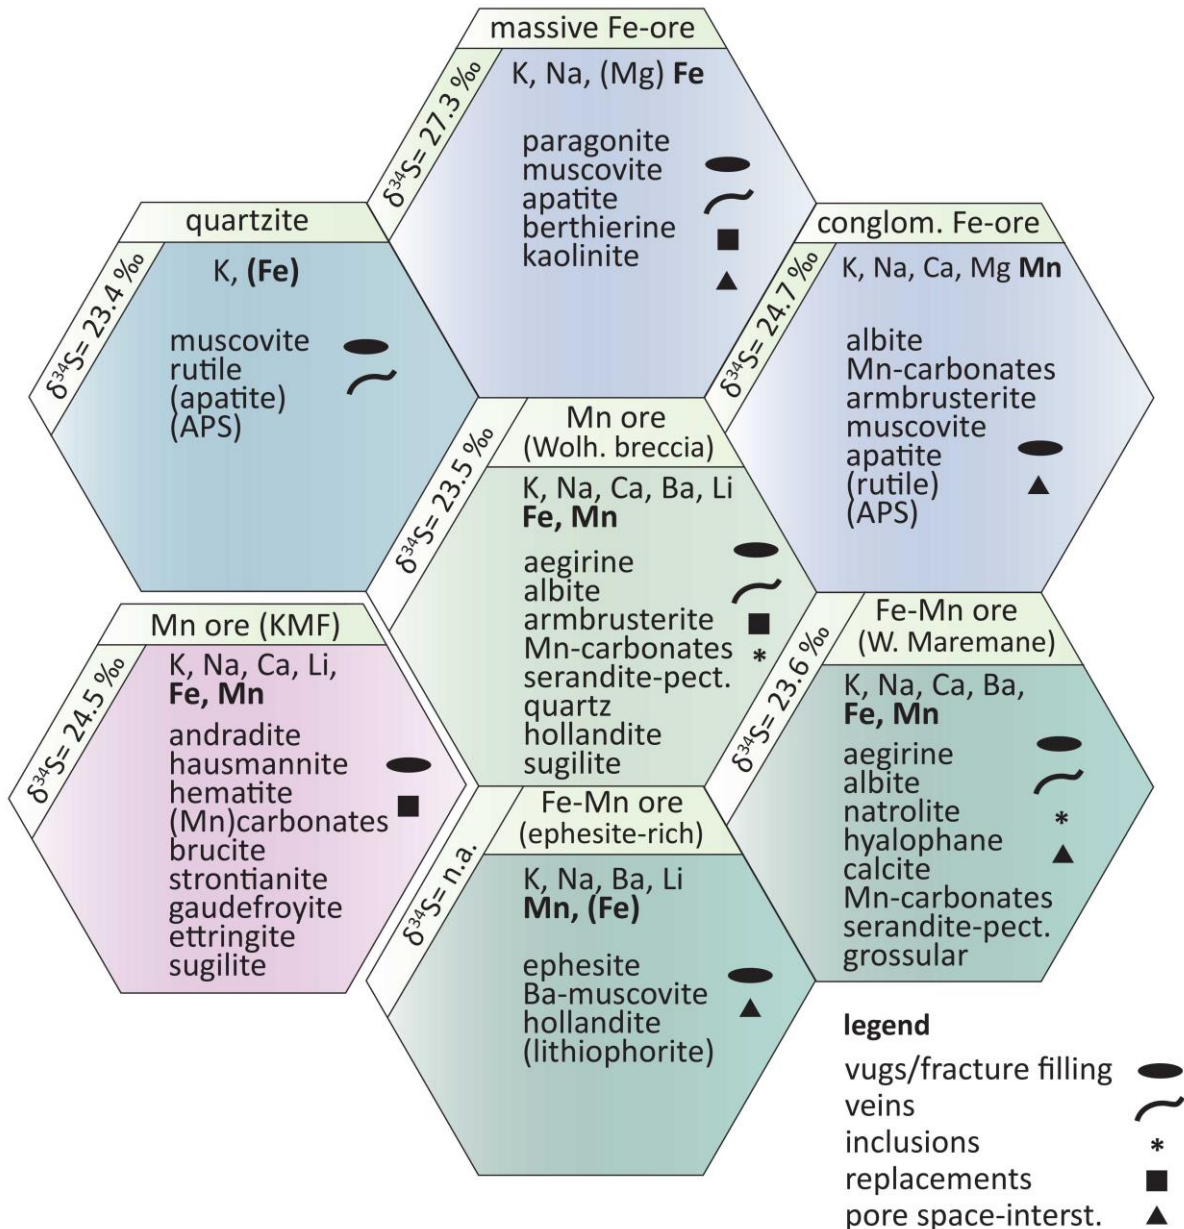 massive Fe-ore
δ³⁴S= 27.3 ‰
K, Na, (Mg) Fe
paragonite
muscovite
apatite
berthierine
kaolinite
quartzite
δ³⁴S= 23.4 ‰
K, (Fe)
muscovite
rutile
(apatite)
(APS)
conglom. Fe-ore
δ³⁴S= 24.7 ‰
K, Na, Ca, Mg Mn
albite
Mn-carbonates
armbrusterite
muscovite
apatite
(rutile)
(APS)
Mn ore
(Wolh. breccia)
δ³⁴S= 23.5 ‰
K, Na, Ca, Ba, Li
Fe, Mn
aegirine
albite
armbrusterite
Mn-carbonates
serandite-pect.
quartz
hollandite
sugilite
Mn ore (KMF)
δ³⁴S= 24.5 ‰
K, Na, Ca, Li,
Fe, Mn
andradite
hausmannite
hematite
(Mn)carbonates
brucite
strontianite
gaudefroyite
ettringite
sugilite
Fe-Mn ore
(W. Maremane)
δ³⁴S= 23.6 ‰
K, Na, Ca, Ba,
Fe, Mn
aegirine
albite
natrolite
hyalophane
calcite
Mn-carbonates
serandite-pect.
grossular
Fe-Mn ore
(ephesite-rich)
δ³⁴S= n.a.
K, Na, Ba, Li
Mn, (Fe)
ephesite
Ba-muscovite
hollandite
(lithiophorite)
legend
vugs/fracture filling
veins
inclusions *
replacements
pore space-interst.